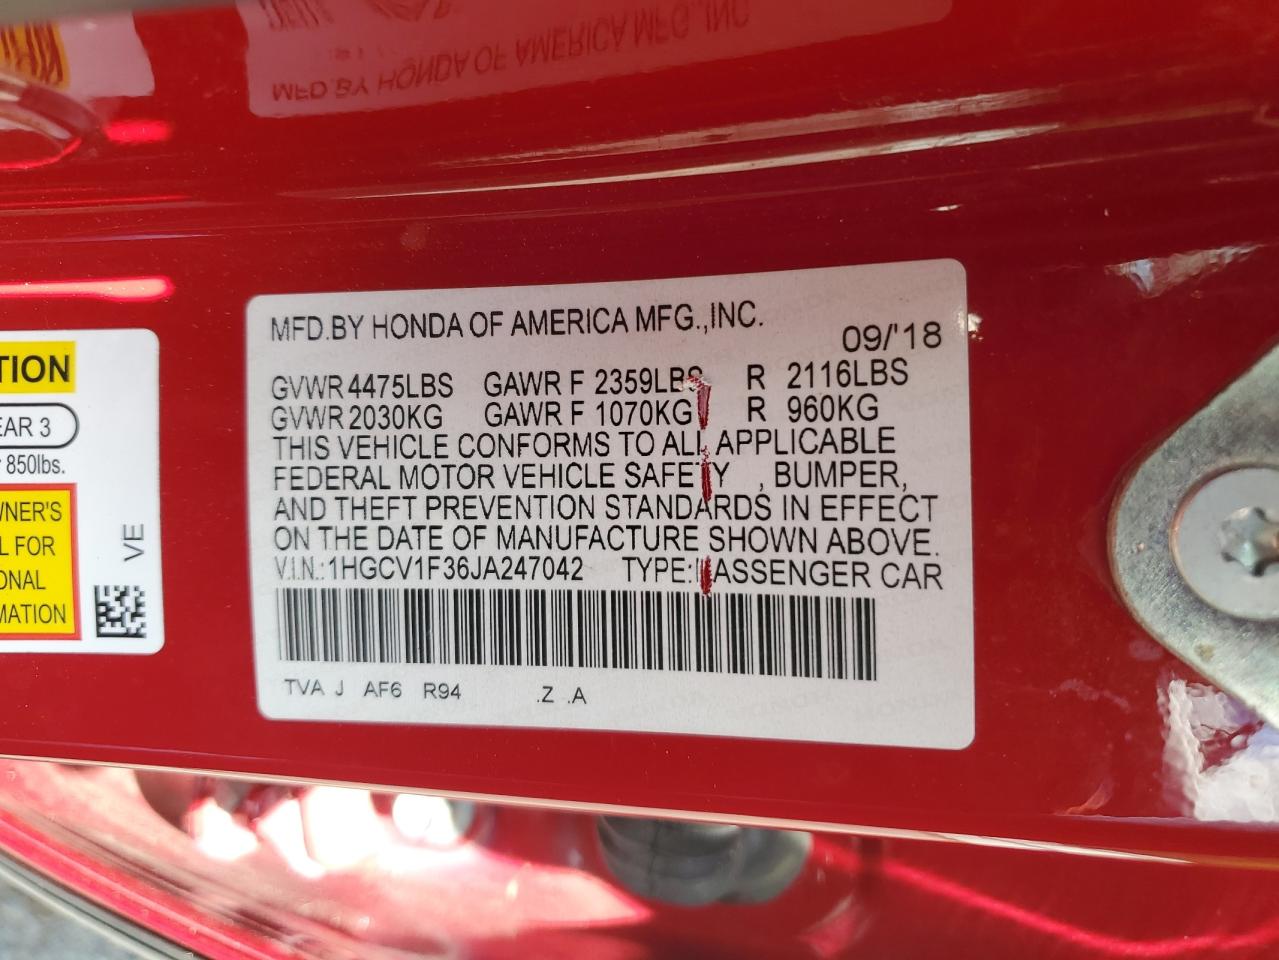 MFD.BY HONDA OF AMERICA MFG.,INC.
09/'18
GVWR 4475LBS GAWR F 2359LBS R 2116LBS
GVWR 2030KG GAWR F 1070KG R 960KG
THIS VEHICLE CONFORMS TO ALL APPLICABLE
FEDERAL MOTOR VEHICLE SAFETY , BUMPER,
AND THEFT PREVENTION STANDARDS IN EFFECT
ON THE DATE OF MANUFACTURE SHOWN ABOVE.
V.I.N.:1HGCV1F36JA247042 TYPE:PASSENGER CAR
TVA J AF6 R94 .Z .A
TION
EAR 3
850lbs.
WNER'S
L FOR
ONAL
MATION
VE
MFD.BY HONDA OF AMERICA MFG.,INC